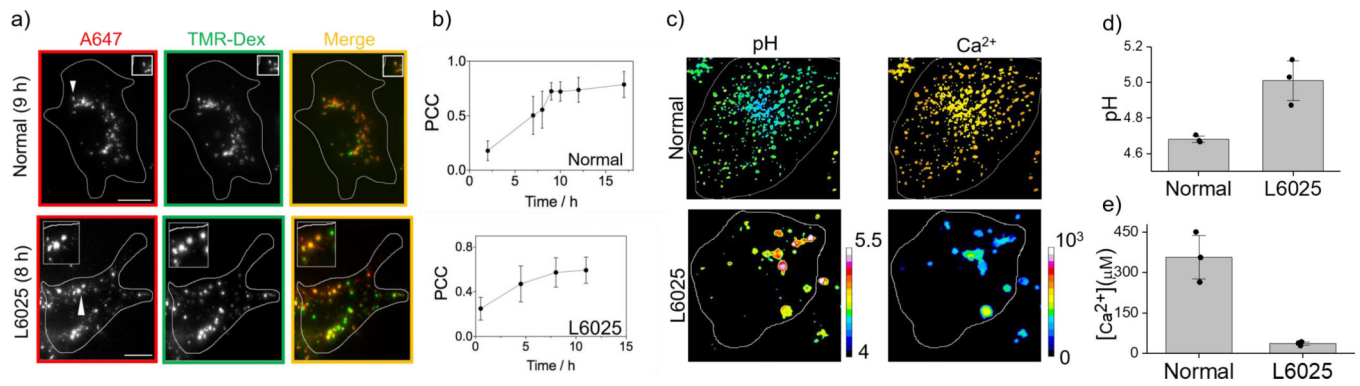 a)
A647
TMR-Dex
Merge
Normal (9 h)
L6025 (8 h)
b)
1.0
0.5
0.0
PCC
0
5
10
15
Time / h
Normal
0.8
0.4
0.0
PCC
0
5
10
15
Time / h
L6025
c)
pH
Ca²⁺
Normal
L6025
5.5
4
10³
0
d)
5.2
5.0
4.8
4.6
pH
Normal
L6025
e)
450
300
150
0
[Ca²⁺](μM)
Normal
L6025